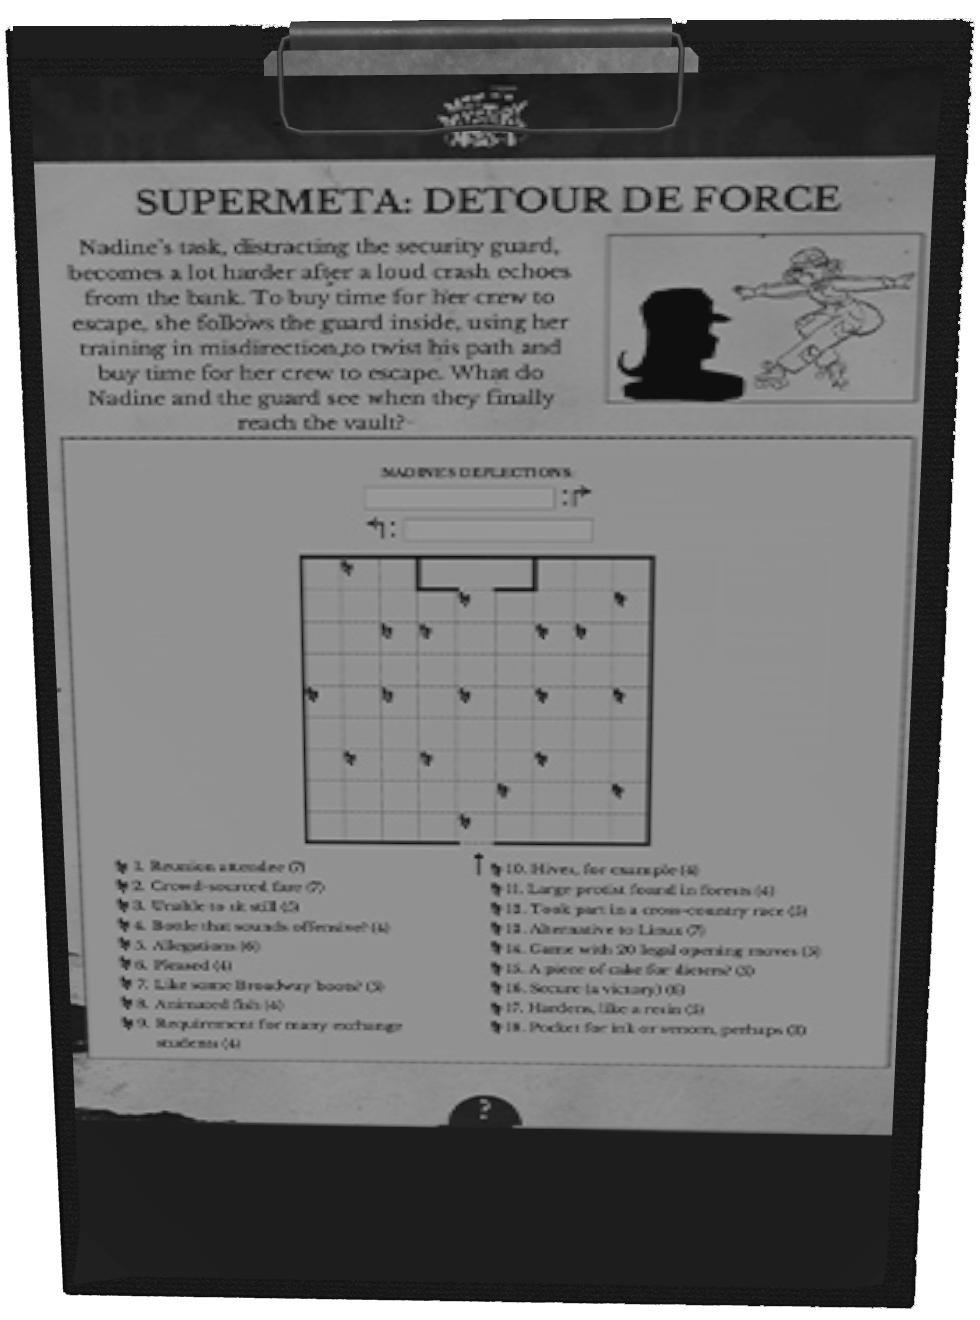 SUPERMETA: DETOUR DE FORCE
Nadine's task, distracting the security guard,
becomes a lot harder after a loud crash echoes
from the bank. To buy time for her crew to
escape, she follows the guard inside, using her
training in misdirection to twist his path and
buy time for her crew to escape. What do
Nadine and the guard see when they finally
reach the vault?
NADINE'S DEFLECTIONS:
1. Reunion attendee (7)
2. Crowd-sourced fare (7)
3. Unable to sit still (5)
4. Bottle that sounds offensive? (4)
5. Allegations (6)
6. Pleased (4)
7. Like some Broadway boots? (5)
8. Animated fish (4)
9. Requirement for many exchange
students (4)
10. Hives, for example (4)
11. Large protist found in forests (4)
12. Took part in a cross-country race (5)
13. Alternative to Linux (7)
14. Game with 20 legal opening moves (5)
15. A piece of cake for dieters? (5)
16. Secure (a victory) (6)
17. Hardens, like a resin (5)
18. Pocket for ink or venom, perhaps (3)
?